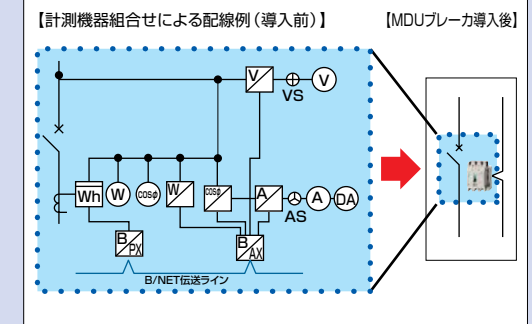 【計測機器組合せによる配線例(導入前)】
【MDUブレーカ導入後】
V
VS
V
Wh
W
cosφ
W
cosφ
A
AS
A
DA
B
PX
B
AX
B/NET伝送ライン